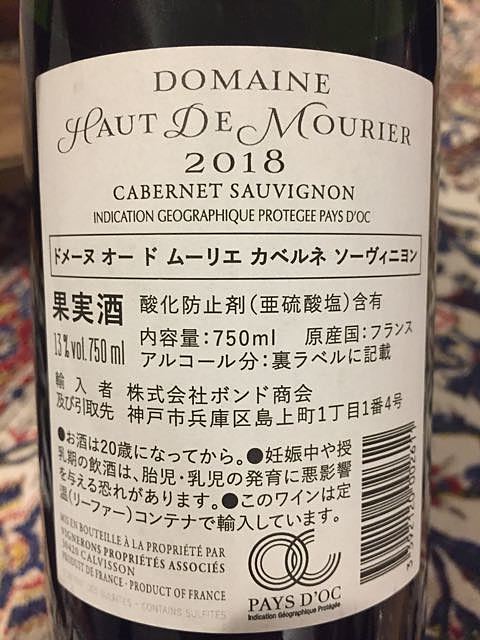 DOMAINE
HAUT DE MOURIER
2018
CABERNET SAUVIGNON
INDICATION GEOGRAPHIQUE PROTEGEE PAYS D'OC
ドメーヌ オー ド ムーリエ カベルネ ソーヴィニヨン
果実酒 酸化防止剤(亜硫酸塩)含有
13%vol.750ml 内容量:750ml 原産国:フランス
アルコール分:裏ラベルに記載
輸入者 株式会社ボンド商会
及び引取先 神戸市兵庫区島上町1丁目1番4号
●お酒は20歳になってから。●妊娠中や授
乳期の飲酒は、胎児・乳児の発育に悪影響
を与える恐れがあります。●このワインは定
温(リーファー)コンテナで輸入しています。
MIS EN BOUTEILLE À LA PROPRIÉTÉ PAR
VIGNERONS PROPRIÉTÉS ASSOCIÉS
30420 CALVISSON
PRODUIT DE FRANCE · PRODUCT OF FRANCE
SULFITES - CONTAINS SULFITES
PAYS D'OC
Indication Géographique Protégée